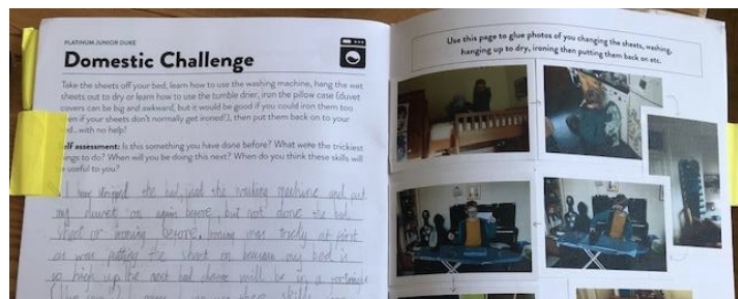 PLATINUM JUNIOR DUKE
Domestic Challenge
Take the sheets off your bed, learn how to use the washing machine, hang the wet
sheets out to dry or learn how to use the tumble drier, iron the pillow case (duvet
covers can be big and awkward, but it would be good if you could iron them too
en if your sheets don't normally get ironed!), then put them back on to your
d.. with no help!
elf assessment: Is this something you have done before? What were the trickiest
ings to do? When will you be doing this next? When do you think these skills will
useful to you?
I have stripped the bed, used the washing machine and put
my duvet on again before, but not done the bed
sheet or ironing before. Ironing was tricky at first
as was putting the sheet on because my bed is
so high up. The next bed change will be in a
skills
Use this page to glue photos of you changing the sheets, washing,
hanging up to dry, ironing then putting them back on etc.